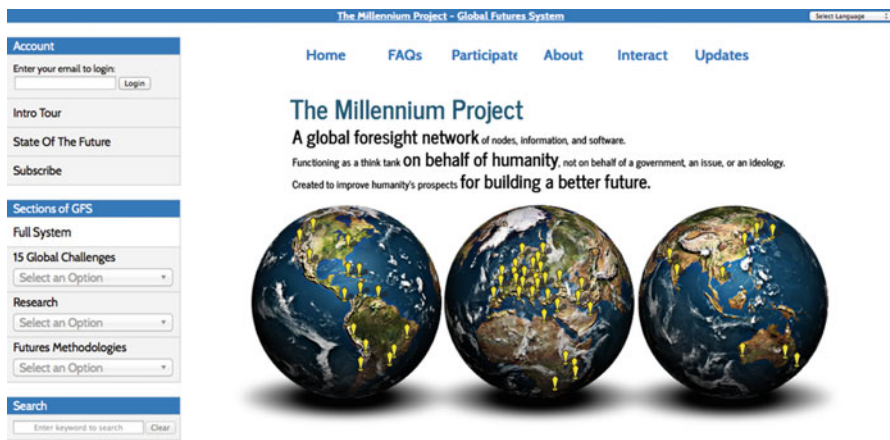 The Millennium Project - Global Futures System
Select Language
Account
Enter your email to login:
Login
Intro Tour
State Of The Future
Subscribe
Sections of GFS
Full System
15 Global Challenges
Select an Option
Research
Select an Option
Futures Methodologies
Select an Option
Search
Enter keyword to search Clear
Home FAQs Participate About Interact Updates
The Millennium Project
A global foresight network of nodes, information, and software.
Functioning as a think tank on behalf of humanity, not on behalf of a government, an issue, or an ideology.
Created to improve humanity's prospects for building a better future.